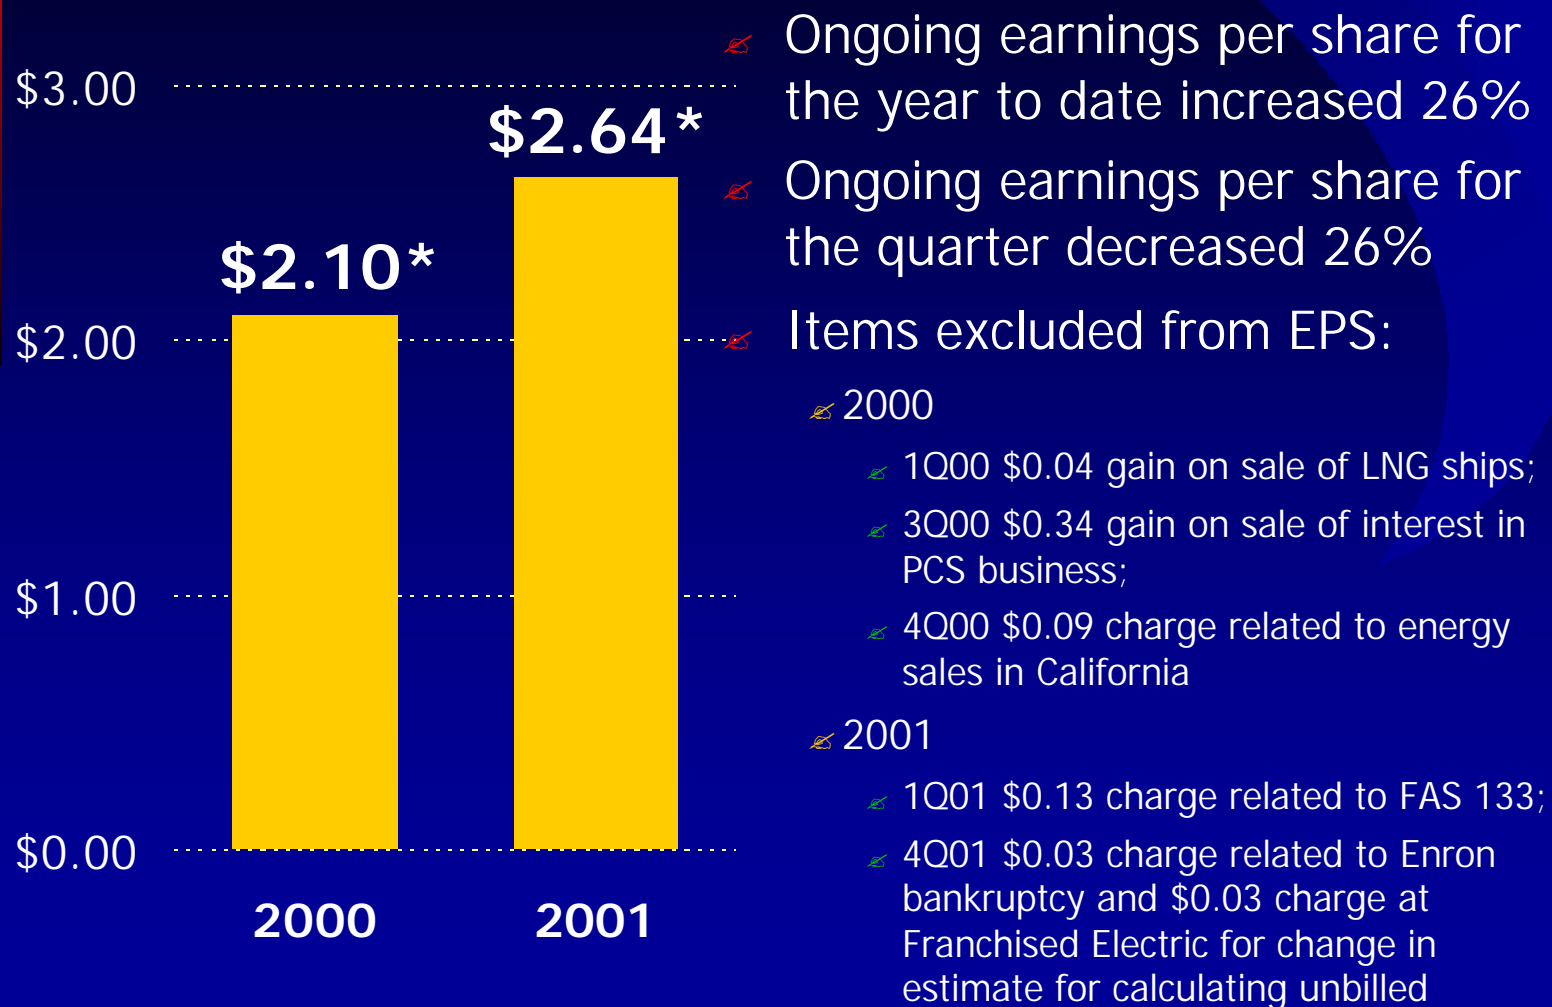 $3.00
$2.64*
$2.10*
$2.00
$1.00
$0.00
2000
2001
Ongoing earnings per share for
the year to date increased 26%
Ongoing earnings per share for
the quarter decreased 26%
Items excluded from EPS:
2000
1Q00 $0.04 gain on sale of LNG ships;
3Q00 $0.34 gain on sale of interest in
PCS business;
4Q00 $0.09 charge related to energy
sales in California
2001
1Q01 $0.13 charge related to FAS 133;
4Q01 $0.03 charge related to Enron
bankruptcy and $0.03 charge at
Franchised Electric for change in
estimate for calculating unbilled